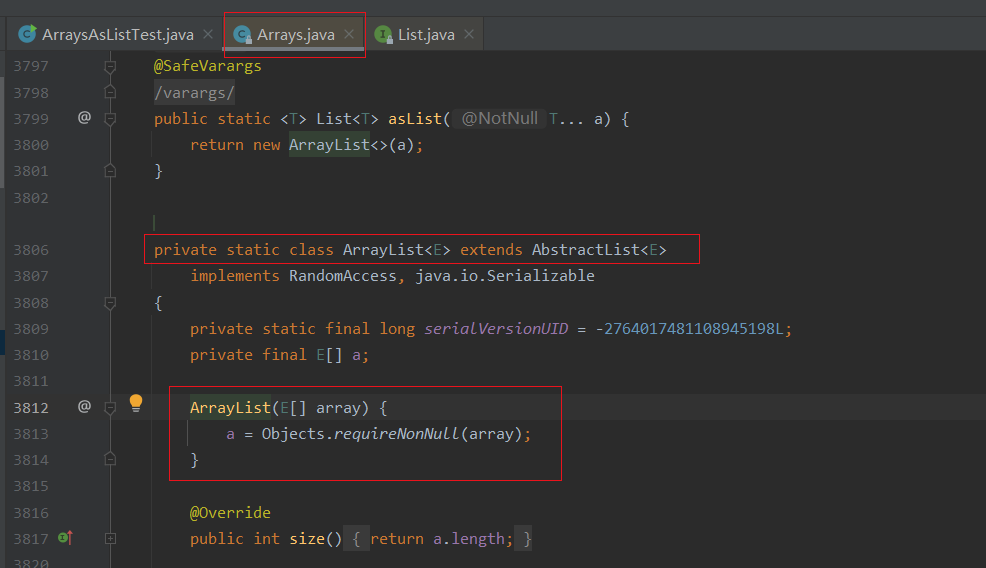 ArraysAsListTest.java × Arrays.java × List.java ×
3797 @SafeVarargs
3798 /varargs/
3799 @ public static <T> List<T> asList( @NotNull T... a) {
3800 return new ArrayList<>(a);
3801 }
3802
3806 private static class ArrayList<E> extends AbstractList<E>
3807 implements RandomAccess, java.io.Serializable
3808 {
3809 private static final long serialVersionUID = -2764017481108945198L;
3810 private final E[] a;
3811
3812 @ ArrayList(E[] array) {
3813 a = Objects.requireNonNull(array);
3814 }
3815
3816 @Override
3817 public int size() { return a.length; }
3820